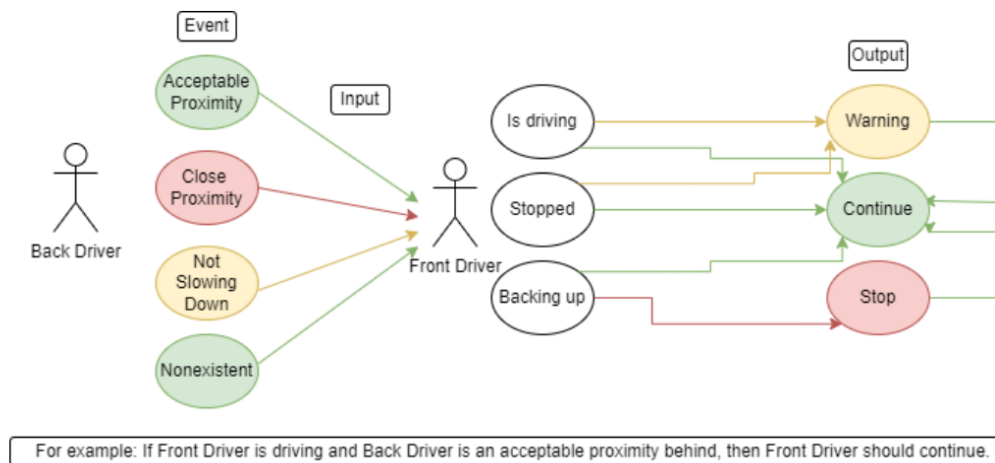 Event
Acceptable
Proximity
Input
Output
Is driving
Warning
Close
Proximity
Back Driver
Front Driver
Stopped
Continue
Not
Slowing
Down
Backing up
Stop
Nonexistent
For example: If Front Driver is driving and Back Driver is an acceptable proximity behind, then Front Driver should continue.